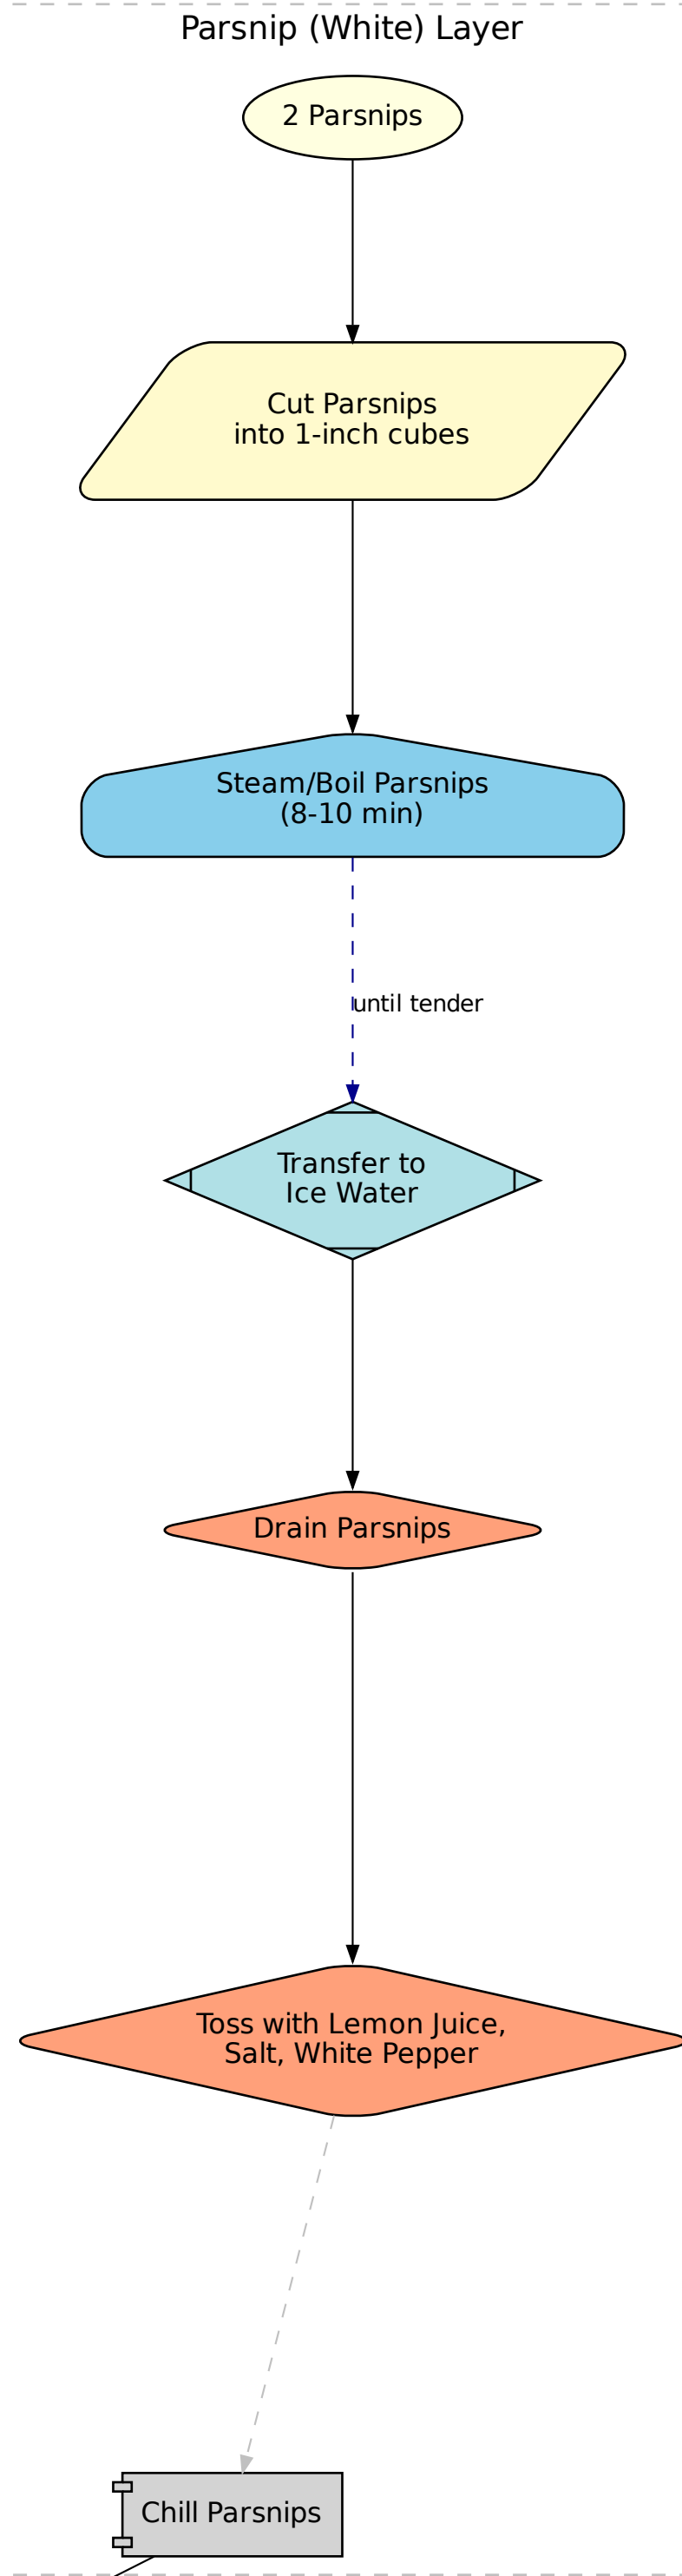 Parsnip (White) Layer
2 Parsnips
Cut Parsnips
into 1-inch cubes
Steam/Boil Parsnips
(8-10 min)
until tender
Transfer to
Ice Water
Drain Parsnips
Toss with Lemon Juice,
Salt, White Pepper
Chill Parsnips